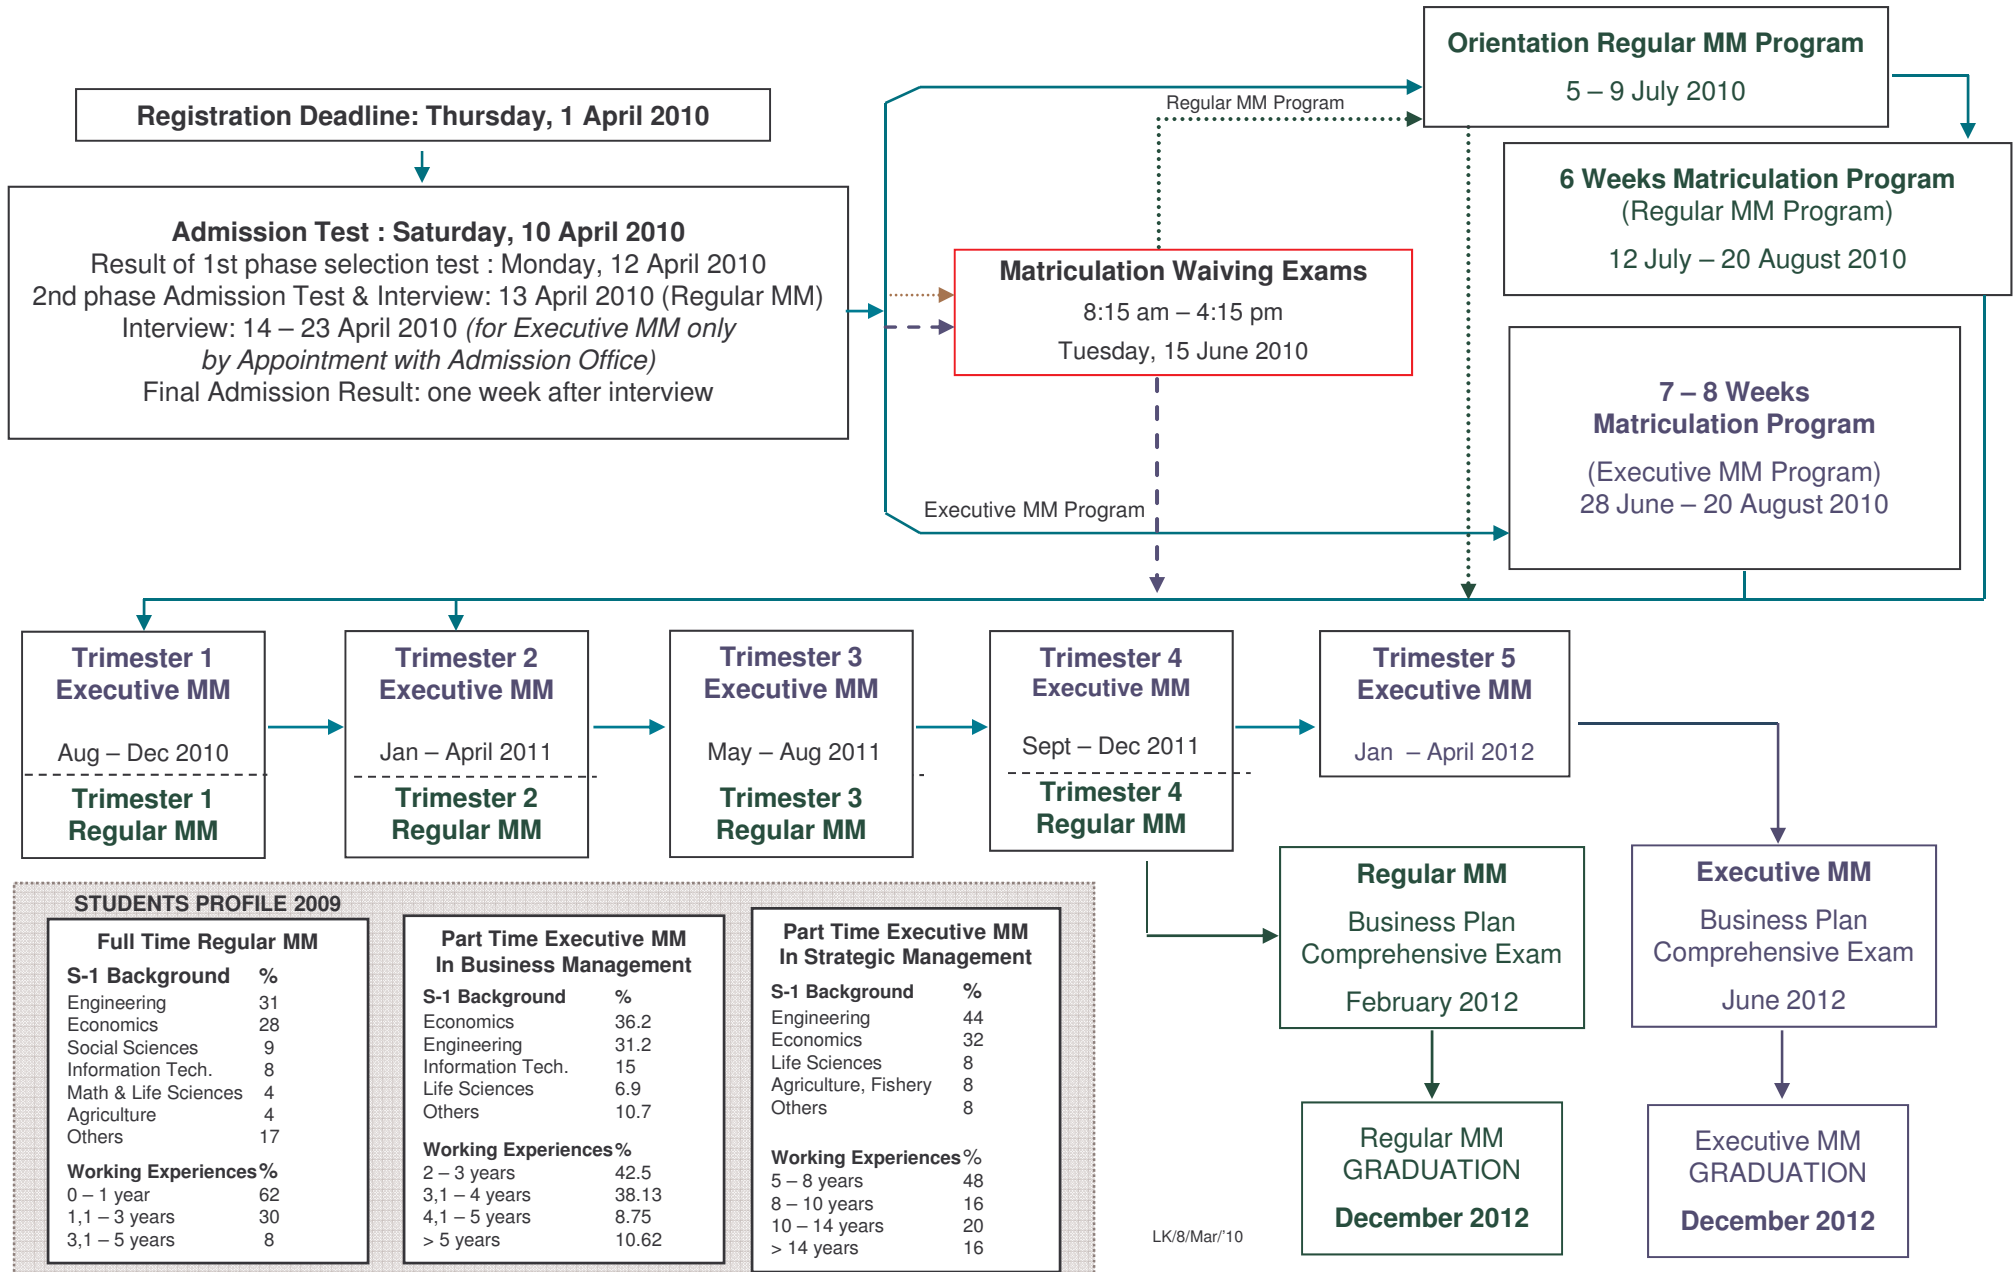 Registration Deadline: Thursday, 1 April 2010
Admission Test : Saturday, 10 April 2010
Result of 1st phase selection test : Monday, 12 April 2010
2nd phase Admission Test & Interview: 13 April 2010 (Regular MM)
Interview: 14 – 23 April 2010 (for Executive MM only
by Appointment with Admission Office)
Final Admission Result: one week after interview
Regular MM Program
Matriculation Waiving Exams
8:15 am – 4:15 pm
Tuesday, 15 June 2010
Executive MM Program
Orientation Regular MM Program
5 – 9 July 2010
6 Weeks Matriculation Program
(Regular MM Program)
12 July – 20 August 2010
7 – 8 Weeks
Matriculation Program
(Executive MM Program)
28 June – 20 August 2010
Trimester 1
Executive MM
Aug – Dec 2010
Trimester 1
Regular MM
Trimester 2
Executive MM
Jan – April 2011
Trimester 2
Regular MM
Trimester 3
Executive MM
May – Aug 2011
Trimester 3
Regular MM
Trimester 4
Executive MM
Sept – Dec 2011
Trimester 4
Regular MM
Trimester 5
Executive MM
Jan – April 2012
STUDENTS PROFILE 2009
Full Time Regular MM
S-1 Background %
Engineering 31
Economics 28
Social Sciences 9
Information Tech. 8
Math & Life Sciences 4
Agriculture 4
Others 17
Working Experiences %
0 – 1 year 62
1,1 – 3 years 30
3,1 – 5 years 8
Part Time Executive MM
In Business Management
S-1 Background %
Economics 36.2
Engineering 31.2
Information Tech. 15
Life Sciences 6.9
Others 10.7
Working Experiences %
2 – 3 years 42.5
3,1 – 4 years 38.13
4,1 – 5 years 8.75
> 5 years 10.62
Part Time Executive MM
In Strategic Management
S-1 Background %
Engineering 44
Economics 32
Life Sciences 8
Agriculture, Fishery 8
Others 8
Working Experiences %
5 – 8 years 48
8 – 10 years 16
10 – 14 years 20
> 14 years 16
LK/8/Mar/'10
Regular MM
Business Plan
Comprehensive Exam
February 2012
Regular MM
GRADUATION
December 2012
Executive MM
Business Plan
Comprehensive Exam
June 2012
Executive MM
GRADUATION
December 2012